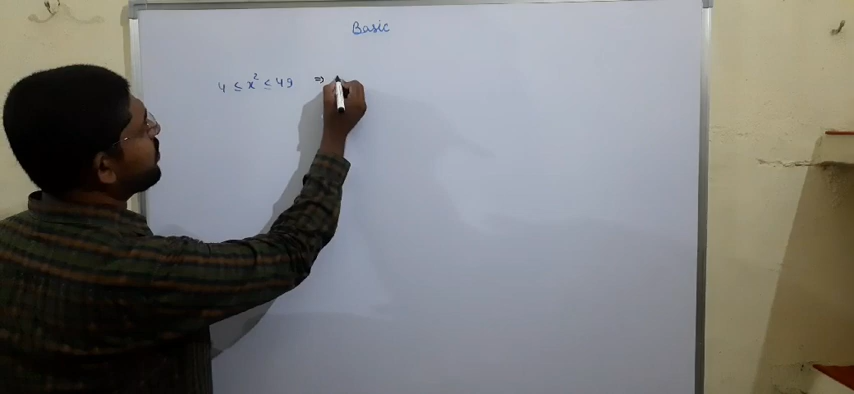 Basic
4 ≤ x² ≤ 49 ⇒